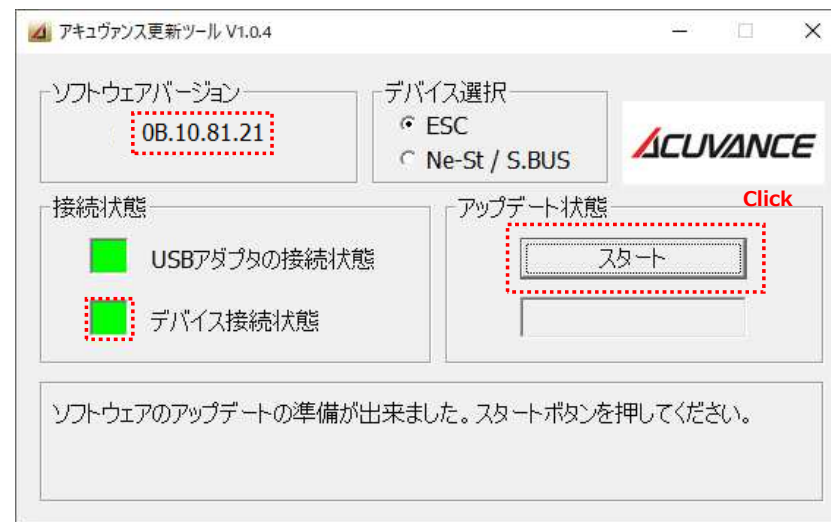 アキュヴァンス更新ツール V1.0.4
ソフトウェアバージョン
0B.10.81.21
デバイス選択
ESC
Ne-St / S.BUS
ACUVANCE
接続状態
USBアダプタの接続状態
デバイス接続状態
アップデート状態
Click
スタート
ソフトウェアのアップデートの準備が出来ました。スタートボタンを押してください。